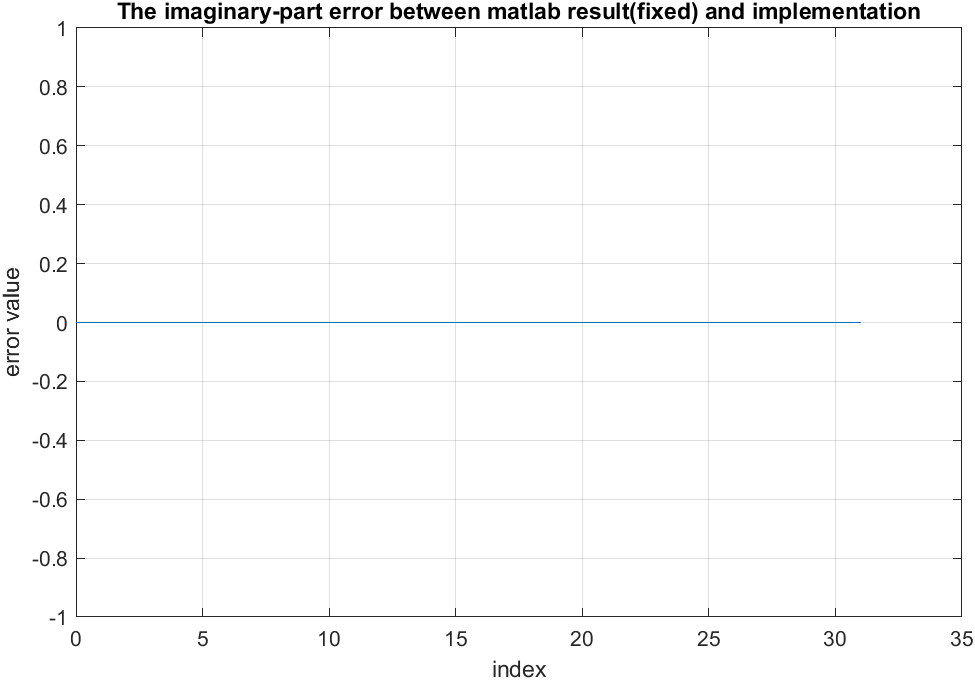 The imaginary-part error between matlab result(fixed) and implementation
1
0.8
0.6
0.4
0.2
0
-0.2
-0.4
-0.6
-0.8
-1
error value
0 5 10 15 20 25 30 35
index